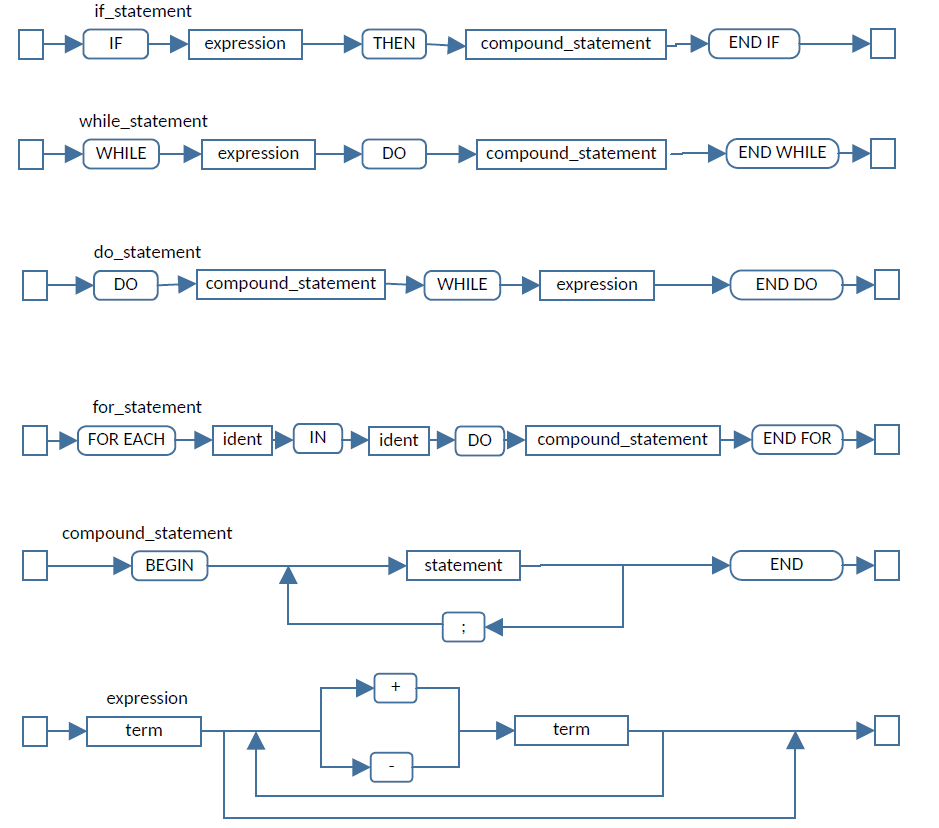 if_statement
IF expression THEN compound_statement END IF
while_statement
WHILE expression DO compound_statement END WHILE
do_statement
DO compound_statement WHILE expression END DO
for_statement
FOR EACH ident IN ident DO compound_statement END FOR
compound_statement
BEGIN statement END
;
+
expression
term term
-